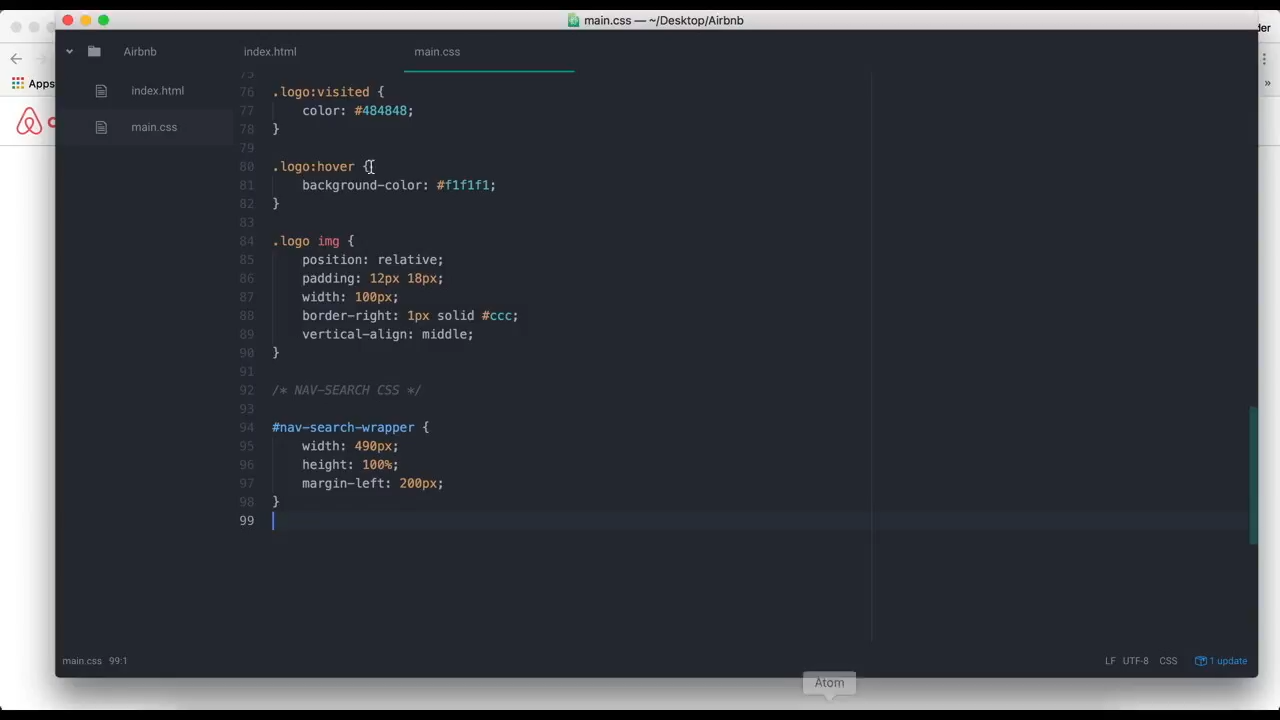 main.css — ~/Desktop/Airbnb
der
Apps
»
Airbnb
index.html
main.css
index.html
main.css
75
76 .logo:visited {
77 color: #484848;
78 }
79
80 .logo:hover {
81 background-color: #f1f1f1;
82 }
83
84 .logo img {
85 position: relative;
86 padding: 12px 18px;
87 width: 100px;
88 border-right: 1px solid #ccc;
89 vertical-align: middle;
90 }
91
92 /* NAV-SEARCH CSS */
93
94 #nav-search-wrapper {
95 width: 490px;
96 height: 100%;
97 margin-left: 200px;
98 }
99
main.css 99:1
LF UTF-8 CSS 1 update
Atom